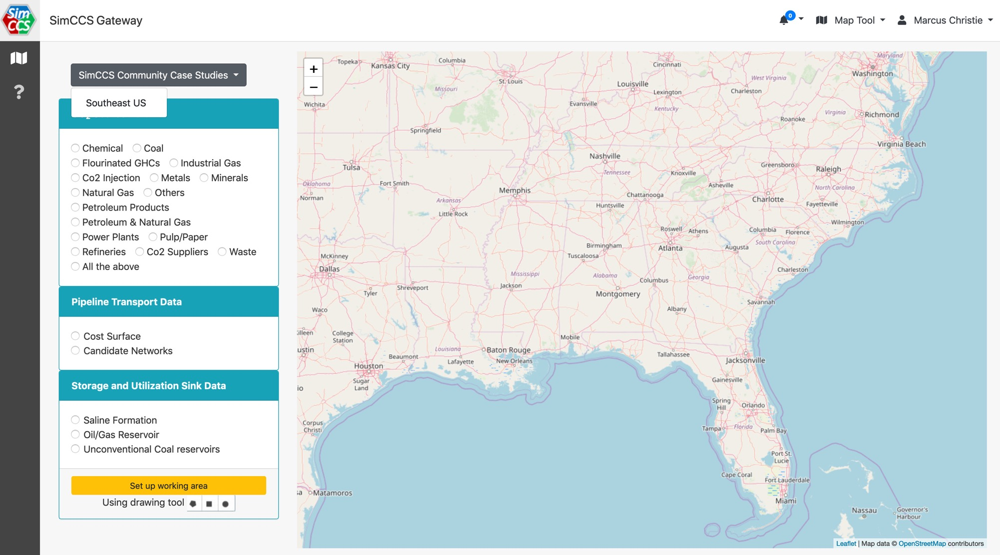 Sim
CCS
SimCCS Gateway
0
Map Tool
Marcus Christie
SimCCS Community Case Studies
Southeast US
Chemical Coal
Flourinated GHCs Industrial Gas
Co2 Injection Metals Minerals
Natural Gas Others
Petroleum Products
Petroleum & Natural Gas
Power Plants Pulp/Paper
Refineries Co2 Suppliers Waste
All the above
Pipeline Transport Data
Cost Surface
Candidate Networks
Storage and Utilization Sink Data
Saline Formation
Oil/Gas Reservoir
Unconventional Coal reservoirs
Set up working area
Using drawing tool
+
−
Topeka
Kansas City
Columbia
St. Louis
Cincinnati
Maryland
Washington
Louisville
West Virginia
Missouri
Lexington
Charleston
Wichita
Evansville
Kentucky
Virginia
Richmond
Roanoke
Springfield
Virginia Beach
Nashville
Tulsa
Greensboro
Raleigh
Tennessee
Knoxville
Oklahoma
Fort Smith
Asheville
North Carolina
Norman
Memphis
Chattanooga
Charlotte
Arkansas
Huntsville
Fayetteville
Little Rock
Wilmington
Roswell
Athens
Columbia
Florence
Birmingham
Atlanta
Augusta
South Carolina
McKinney
Tuscaloosa
Dallas
Charleston
Mississippi
Alabama
Georgia
Columbus
Tyler
Shreveport
Jackson
Montgomery
Savannah
Waco
Albany
illeen
College
Station
Mobile
ustin
Louisiana
Baton Rouge
Beaumont
Lafayette
New Orleans
Tallahassee
Jacksonville
Houston
Sugar
Land
Gainesville
io
Spring
Hill
Orlando
Corpus
Christi
Tampa
Florida
Palm Bay
Port St.
Lucie
Cape Coral
Fort Lauderdale
sa
Matamoros
Miami
Nassau
Governor's
Harbour
Leaflet | Map data © OpenStreetMap contributors